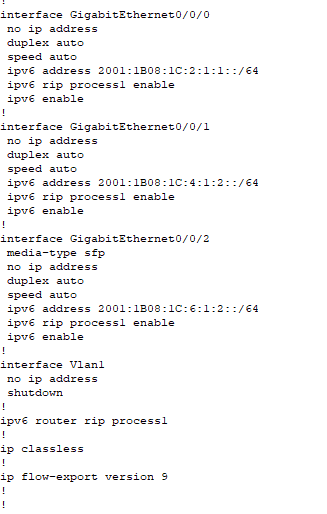 !
interface GigabitEthernet0/0/0
no ip address
duplex auto
speed auto
ipv6 address 2001:1B08:1C:2:1:1::/64
ipv6 rip process1 enable
ipv6 enable
!
interface GigabitEthernet0/0/1
no ip address
duplex auto
speed auto
ipv6 address 2001:1B08:1C:4:1:2::/64
ipv6 rip process1 enable
ipv6 enable
!
interface GigabitEthernet0/0/2
media-type sfp
no ip address
duplex auto
speed auto
ipv6 address 2001:1B08:1C:6:1:2::/64
ipv6 rip process1 enable
ipv6 enable
!
interface Vlan1
no ip address
shutdown
!
ipv6 router rip process1
!
ip classless
!
ip flow-export version 9
!
!